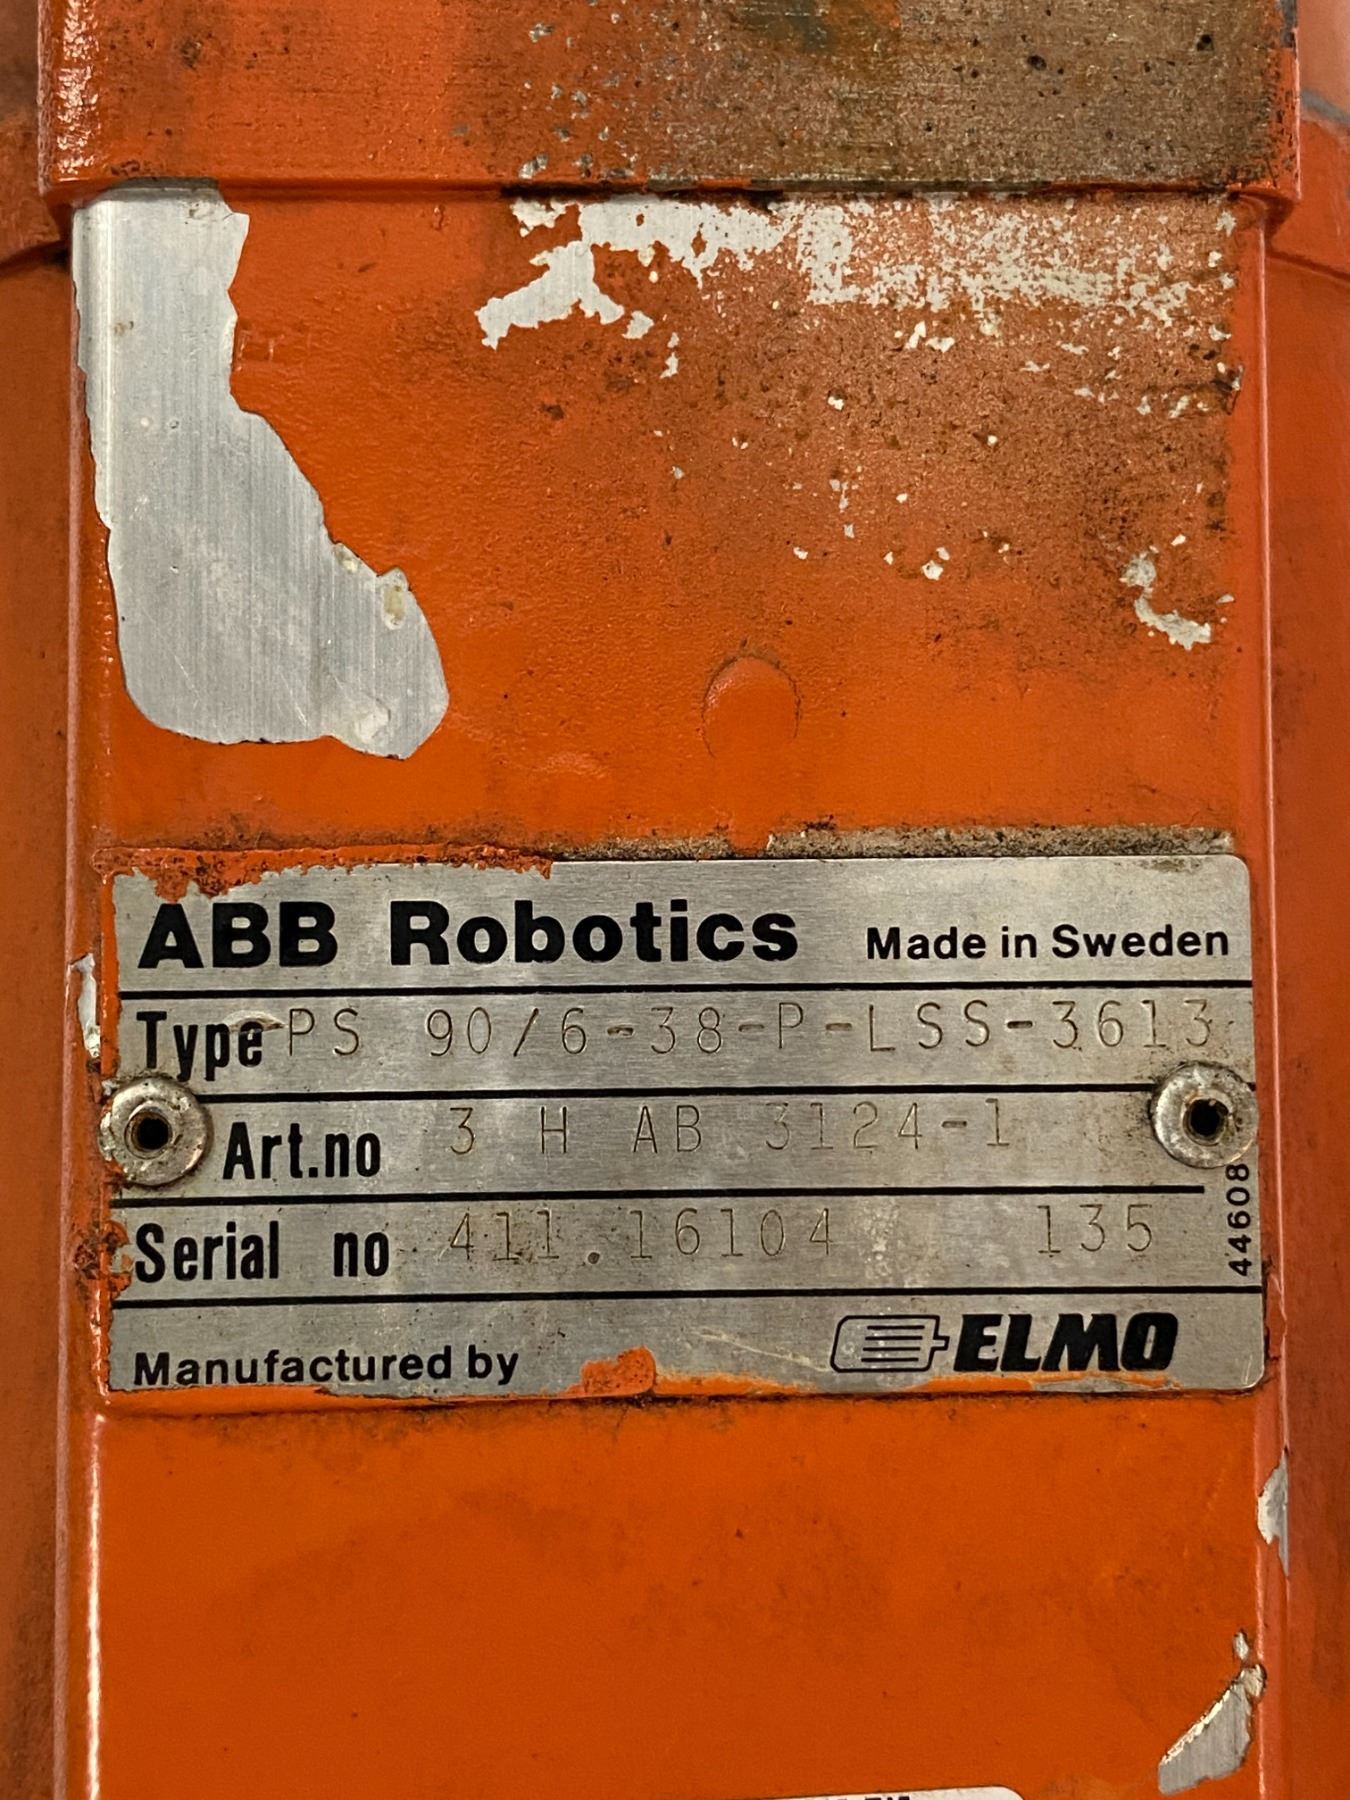 ABB Robotics Made in Sweden
Type PS 90/6-38-P-LSS-3613
Art.no 3 H AB 3124-1
Serial no 411.16104 135
44608
Manufactured by ELMO